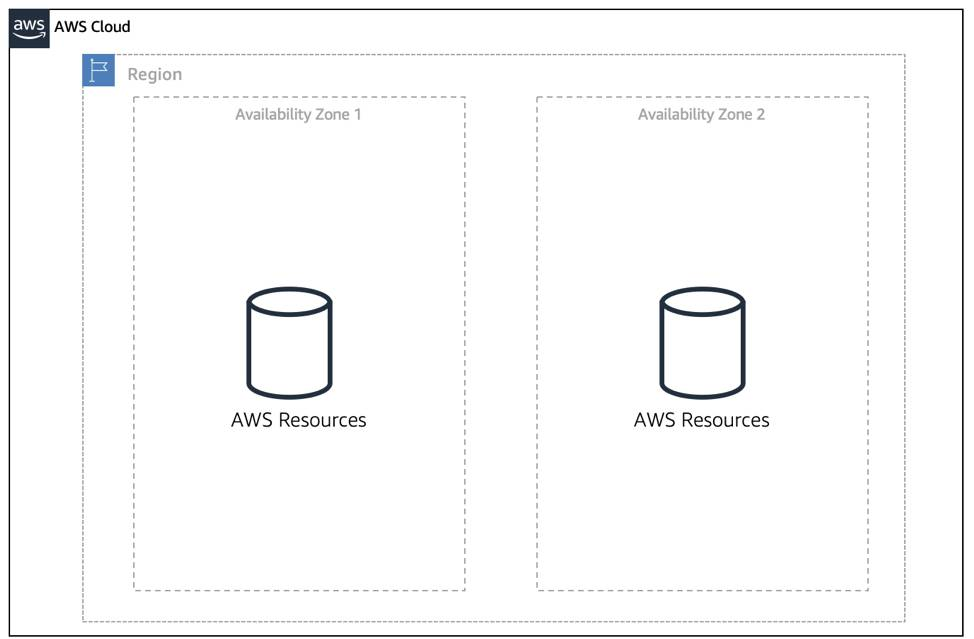 aws AWS Cloud
Region
Availability Zone 1
Availability Zone 2
AWS Resources
AWS Resources